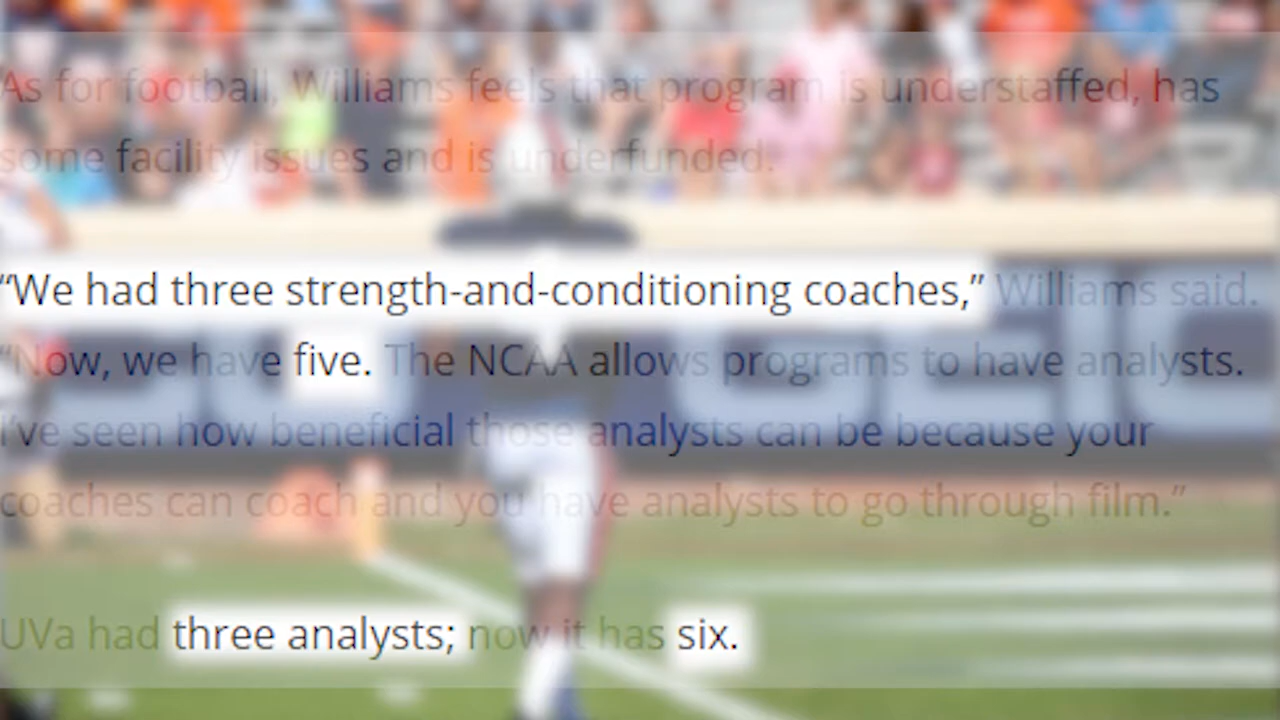 As for football, Williams feels that program is understaffed, has
some facility issues and is underfunded.
“We had three strength-and-conditioning coaches,” Williams said.
“Now, we have five. The NCAA allows programs to have analysts.
I’ve seen how beneficial those analysts can be because your
coaches can coach and you have analysts to go through film.”
UVa had three analysts; now it has six.